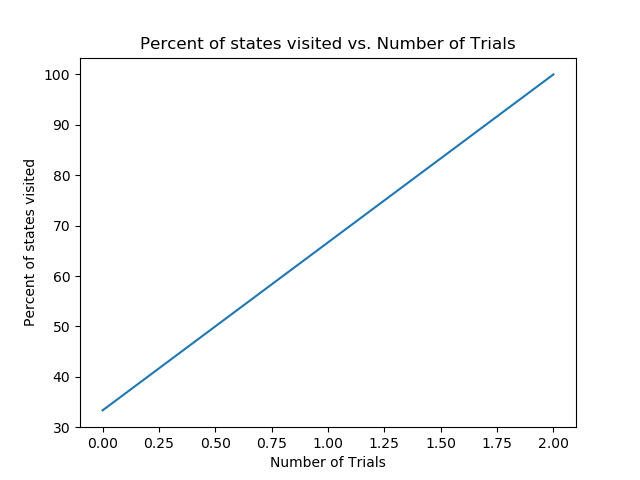 Percent of states visited vs. Number of Trials
100
90
80
70
60
50
40
30
Percent of states visited
0.00 0.25 0.50 0.75 1.00 1.25 1.50 1.75 2.00
Number of Trials